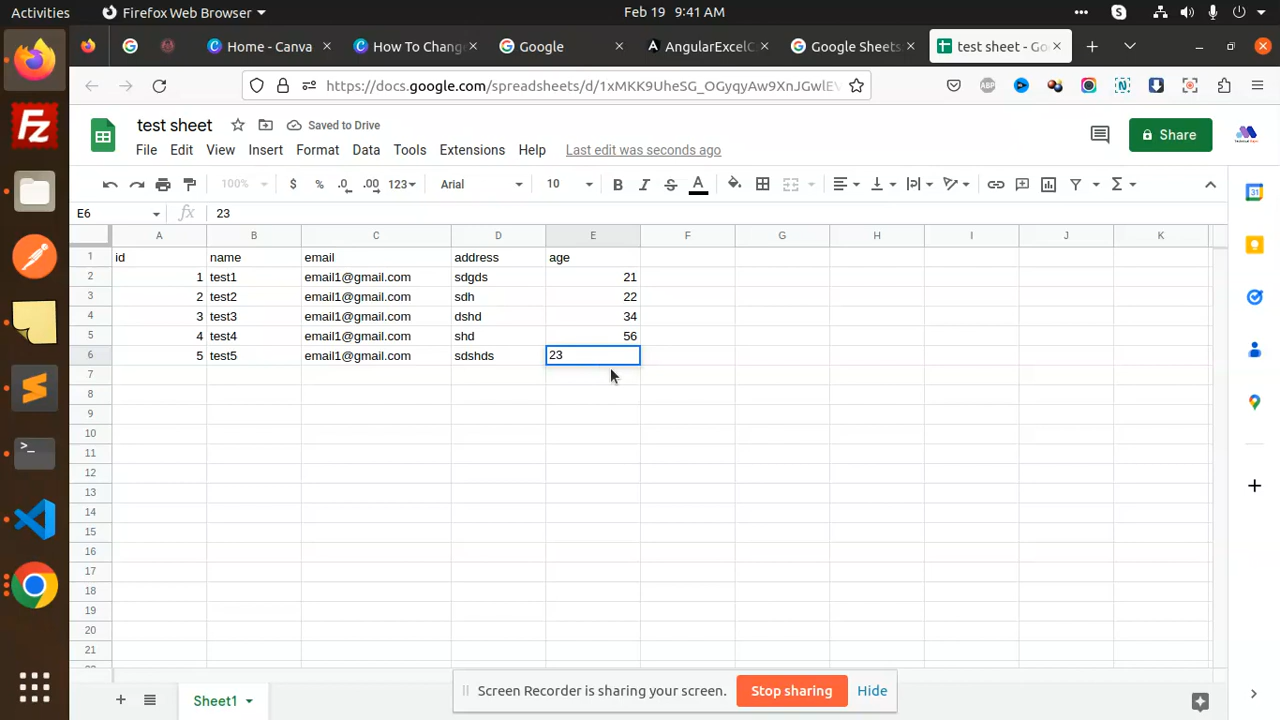 Activities Firefox Web Browser Feb 19 9:41 AM
Home - Canva × How To Change × Google × AngularExcelC × Google Sheets × test sheet - Go ×
https://docs.google.com/spreadsheets/d/1xMKK9UheSG_OGyqyAw9XnJGwlEV
test sheet Saved to Drive
File Edit View Insert Format Data Tools Extensions Help Last edit was seconds ago
Share
100% $ % .0 .00 123 Arial 10 B I S A
E6 fx 23
A B C D E F G H I J K
1 id name email address age
2 1 test1 email1@gmail.com sdgds 21
3 2 test2 email1@gmail.com sdh 22
4 3 test3 email1@gmail.com dshd 34
5 4 test4 email1@gmail.com shd 56
6 5 test5 email1@gmail.com sdshds 23
7
8
9
10
11
12
13
14
15
16
17
18
19
20
21
Screen Recorder is sharing your screen. Stop sharing Hide
Sheet1